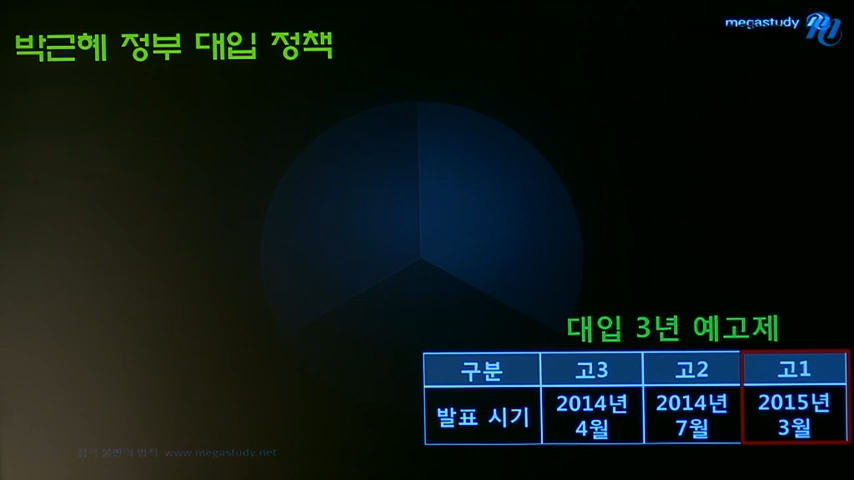 megastudy
박근혜 정부 대입 정책
대입 3년 예고제
구분 고3 고2 고1
발표 시기 2014년 4월 2014년 7월 2015년 3월
www.megastudy.net